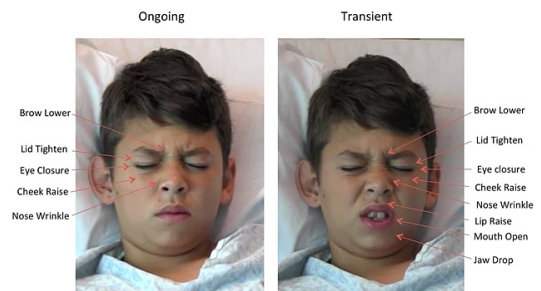 Ongoing
Transient
Brow Lower
Lid Tighten
Eye Closure
Cheek Raise
Nose Wrinkle
Brow Lower
Lid Tighten
Eye closure
Cheek Raise
Nose Wrinkle
Lip Raise
Mouth Open
Jaw Drop